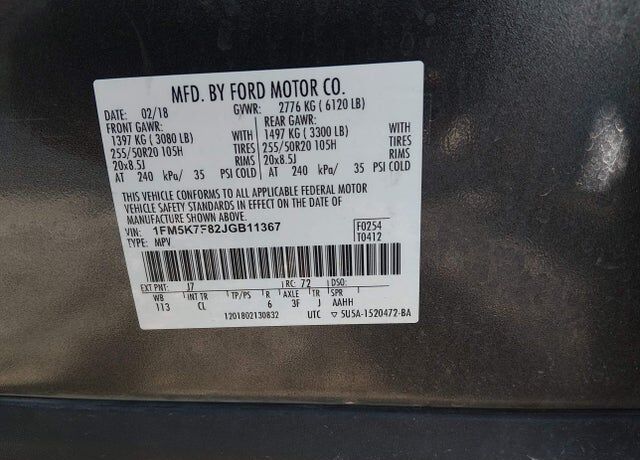 MFD. BY FORD MOTOR CO.
DATE: 02/18 GVWR: 2776 KG ( 6120 LB)
FRONT GAWR: REAR GAWR:
1397 KG ( 3080 LB) WITH 1497 KG ( 3300 LB) WITH
255/50R20 105H TIRES 255/50R20 105H TIRES
20x8.5J RIMS 20x8.5J RIMS
AT 240 kPa/ 35 PSI COLD AT 240 kPa/ 35 PSI COLD
THIS VEHICLE CONFORMS TO ALL APPLICABLE FEDERAL MOTOR
VEHICLE SAFETY STANDARDS IN EFFECT ON THE DATE OF
MANUFACTURE SHOWN ABOVE.
VIN: 1FM5K7F82JGB11367 F0254
TYPE: MPV T0412
EXT PNT: J7 RC: 72 DSO:
WB INT TR TP/PS R AXLE TR SPR
113 CL 6 3F J AAHH
1201802130832 UTC ▽ 5U5A-1520472-BA